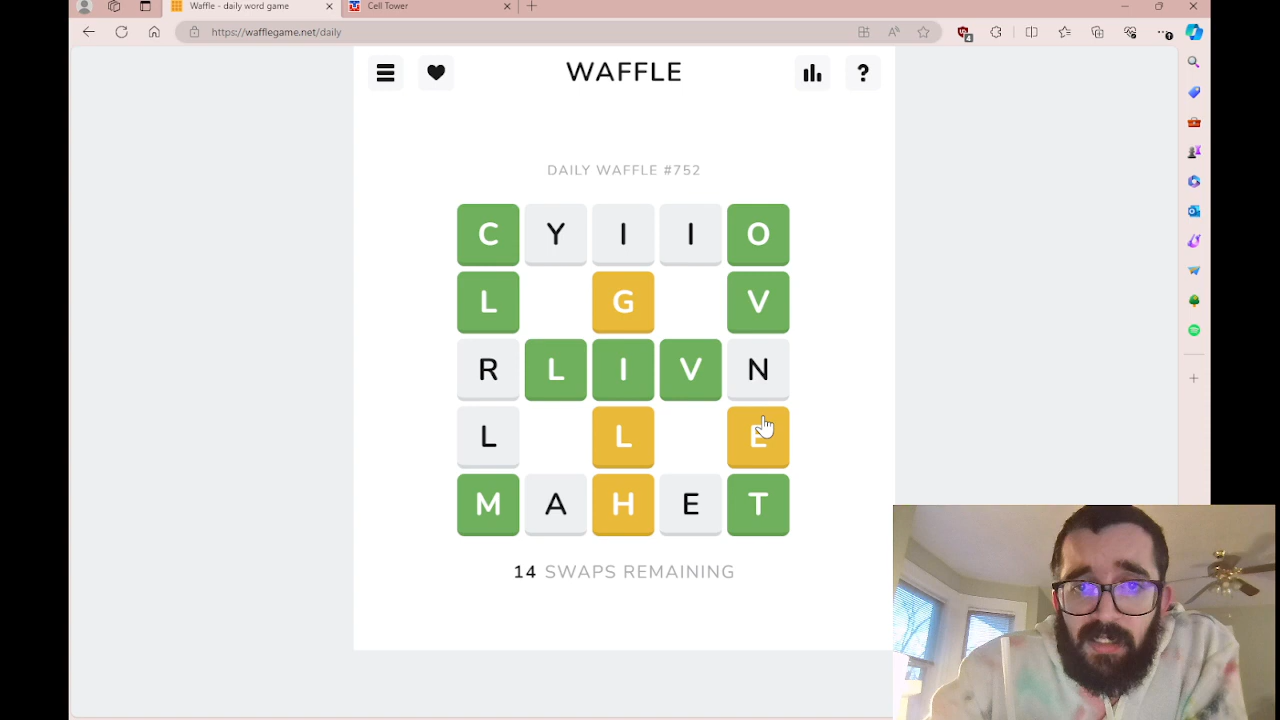 Waffle - daily word game
Cell Tower
https://wafflegame.net/daily
WAFFLE
?
DAILY WAFFLE #752
C Y I I O
L G V
R L I V N
L L E
M A H E T
14 SWAPS REMAINING